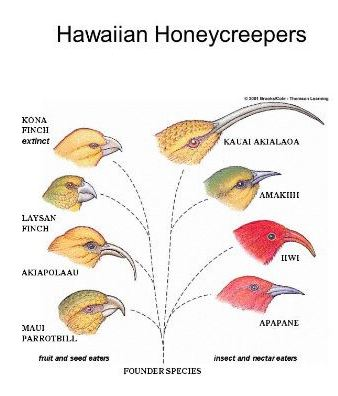 Hawaiian Honeycreepers
© 2001 Brooks/Cole - Thomson Learning
KONA
FINCH
extinct
KAUAI AKIALAOA
LAYSAN
FINCH
AMAKIHI
AKIAPOLAAU
IIWI
MAUI
PARROTBILL
APAPANE
fruit and seed eaters
insect and nectar eaters
FOUNDER SPECIES